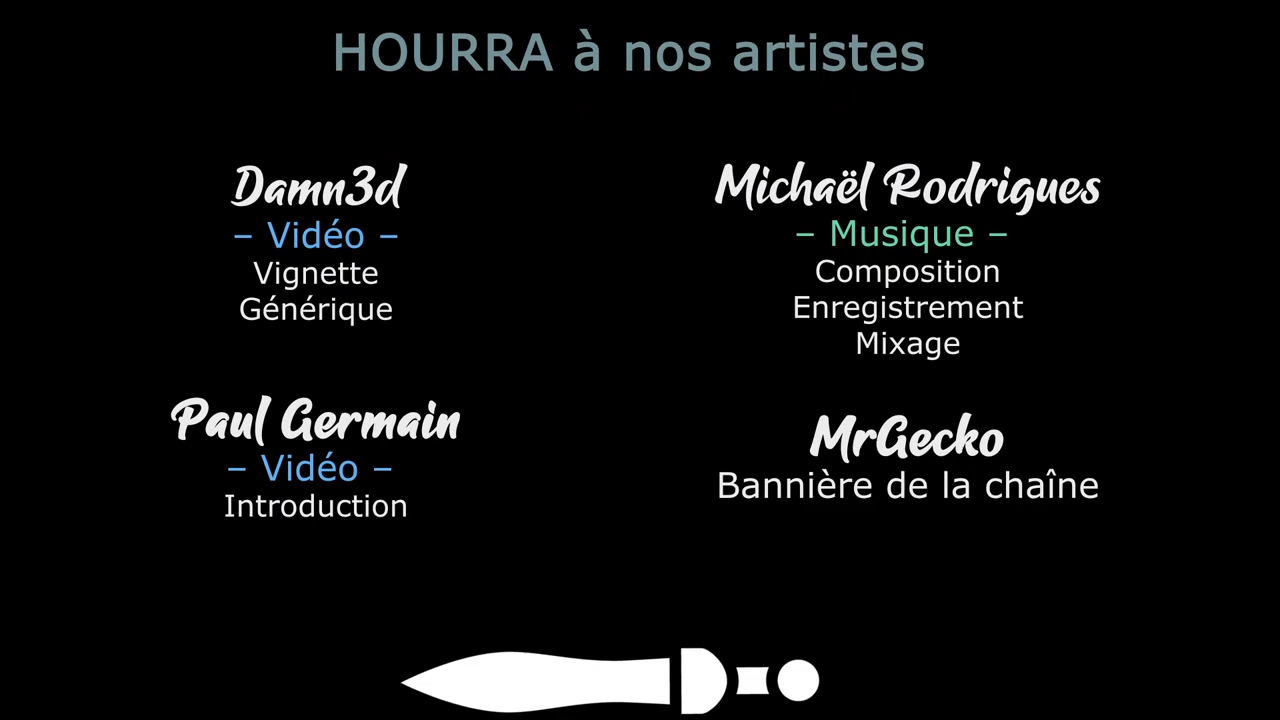 HOURRA à nos artistes
Damn3d
– Vidéo –
Vignette
Générique
Michaël Rodrigues
– Musique –
Composition
Enregistrement
Mixage
Paul Germain
– Vidéo –
Introduction
MrGecko
Bannière de la chaîne